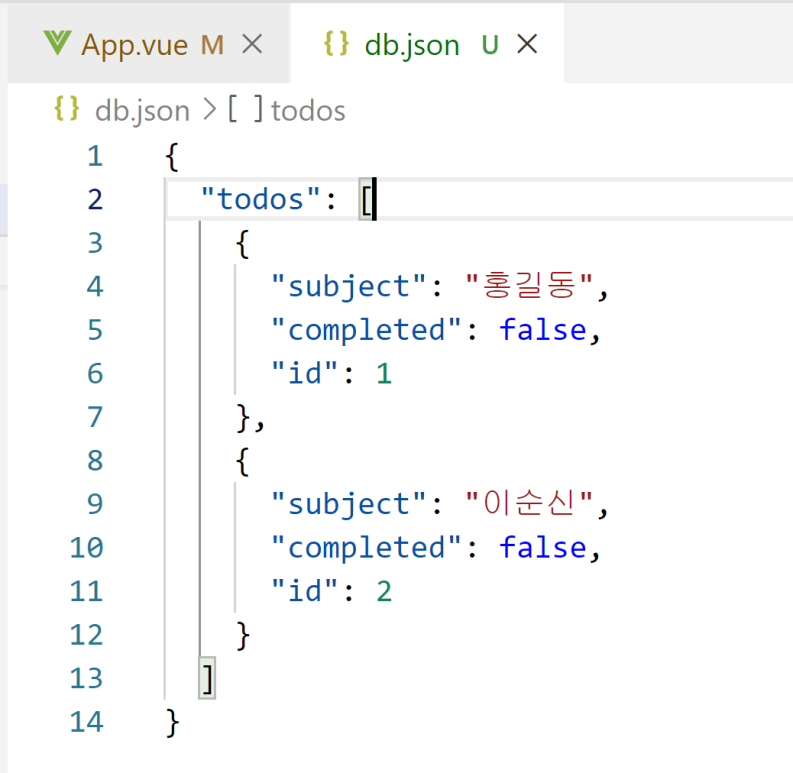 App.vue M
{} db.json U
{} db.json > [ ] todos
1 {
2 "todos": [
3 {
4 "subject": "홍길동",
5 "completed": false,
6 "id": 1
7 },
8 {
9 "subject": "이순신",
10 "completed": false,
11 "id": 2
12 }
13 ]
14 }